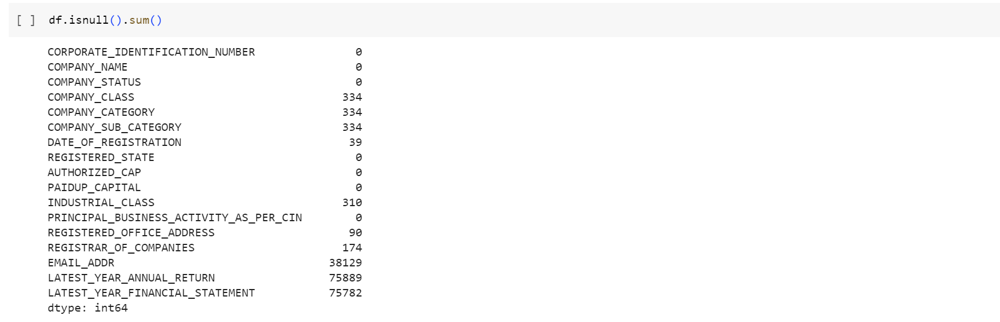 [ ] df.isnull().sum()
CORPORATE_IDENTIFICATION_NUMBER 0
COMPANY_NAME 0
COMPANY_STATUS 0
COMPANY_CLASS 334
COMPANY_CATEGORY 334
COMPANY_SUB_CATEGORY 334
DATE_OF_REGISTRATION 39
REGISTERED_STATE 0
AUTHORIZED_CAP 0
PAIDUP_CAPITAL 0
INDUSTRIAL_CLASS 310
PRINCIPAL_BUSINESS_ACTIVITY_AS_PER_CIN 0
REGISTERED_OFFICE_ADDRESS 90
REGISTRAR_OF_COMPANIES 174
EMAIL_ADDR 38129
LATEST_YEAR_ANNUAL_RETURN 75889
LATEST_YEAR_FINANCIAL_STATEMENT 75782
dtype: int64